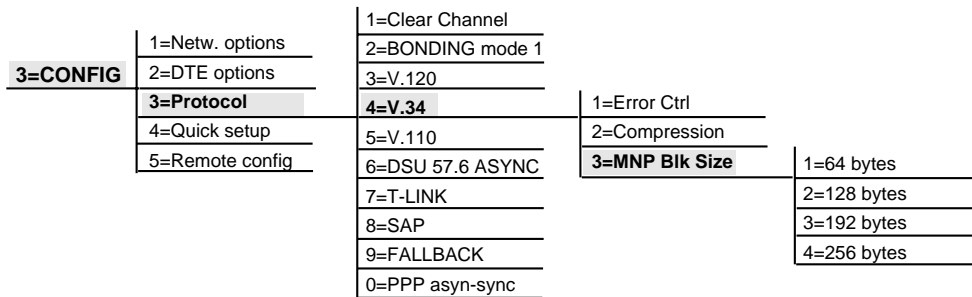 3=CONFIG
1=Netw. options
2=DTE options
3=Protocol
4=Quick setup
5=Remote config
1=Clear Channel
2=BONDING mode 1
3=V.120
4=V.34
5=V.110
6=DSU 57.6 ASYNC
7=T-LINK
8=SAP
9=FALLBACK
0=PPP asyn-sync
1=Error Ctrl
2=Compression
3=MNP Blk Size
1=64 bytes
2=128 bytes
3=192 bytes
4=256 bytes